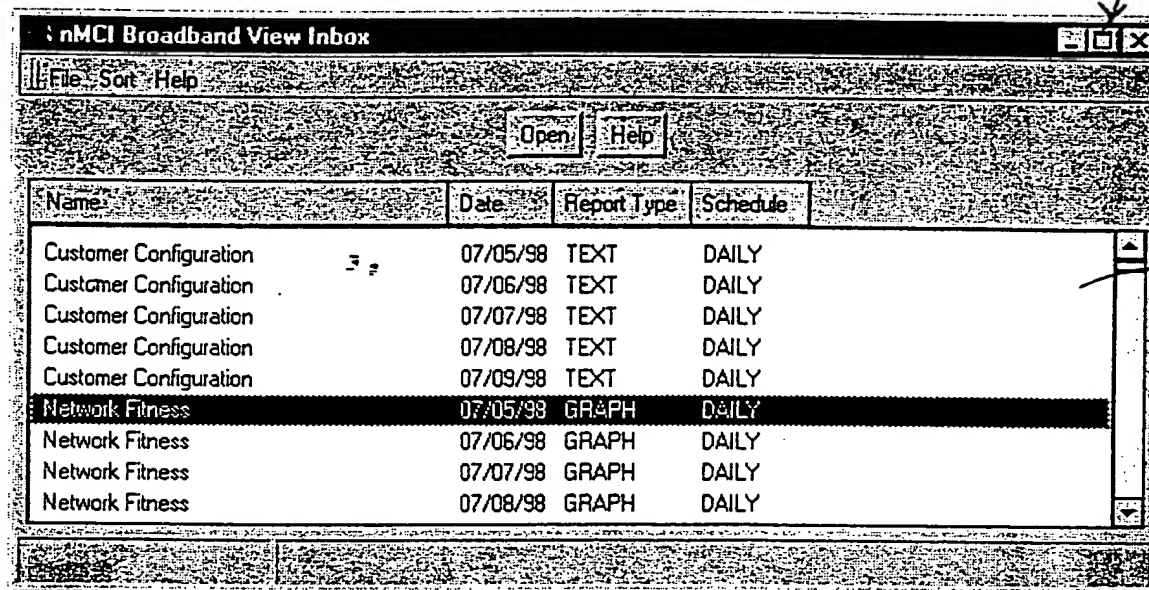 nMCI Broadband View Inbox
File Sort Help
Open Help
Name Date Report Type Schedule
Customer Configuration 07/05/98 TEXT DAILY
Customer Configuration 07/06/98 TEXT DAILY
Customer Configuration 07/07/98 TEXT DAILY
Customer Configuration 07/08/98 TEXT DAILY
Customer Configuration 07/09/98 TEXT DAILY
Network Fitness 07/05/98 GRAPH DAILY
Network Fitness 07/06/98 GRAPH DAILY
Network Fitness 07/07/98 GRAPH DAILY
Network Fitness 07/08/98 GRAPH DAILY